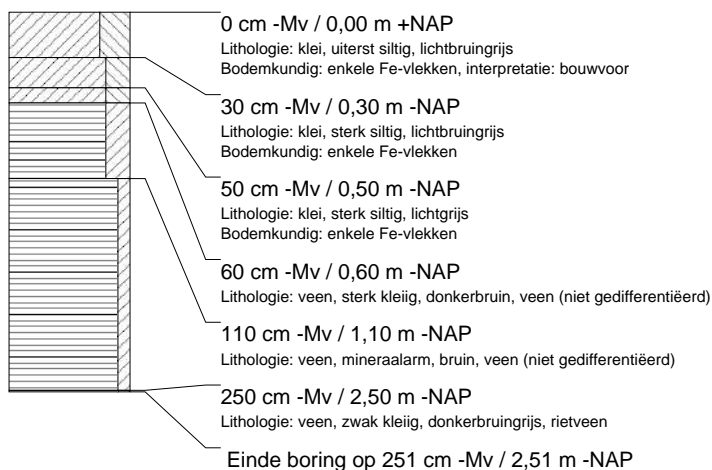 0 cm -Mv / 0,00 m +NAP
Lithologie: klei, uiterst siltig, lichtbruingrijs
Bodemkundig: enkele Fe-vlekken, interpretatie: bouwvoor
30 cm -Mv / 0,30 m -NAP
Lithologie: klei, sterk siltig, lichtbruingrijs
Bodemkundig: enkele Fe-vlekken
50 cm -Mv / 0,50 m -NAP
Lithologie: klei, sterk siltig, lichtgrijs
Bodemkundig: enkele Fe-vlekken
60 cm -Mv / 0,60 m -NAP
Lithologie: veen, sterk kleiig, donkerbruin, veen (niet gedifferentiëerd)
110 cm -Mv / 1,10 m -NAP
Lithologie: veen, mineraalarm, bruin, veen (niet gedifferentiëerd)
250 cm -Mv / 2,50 m -NAP
Lithologie: veen, zwak kleiig, donkerbruingrijs, rietveen
Einde boring op 251 cm -Mv / 2,51 m -NAP